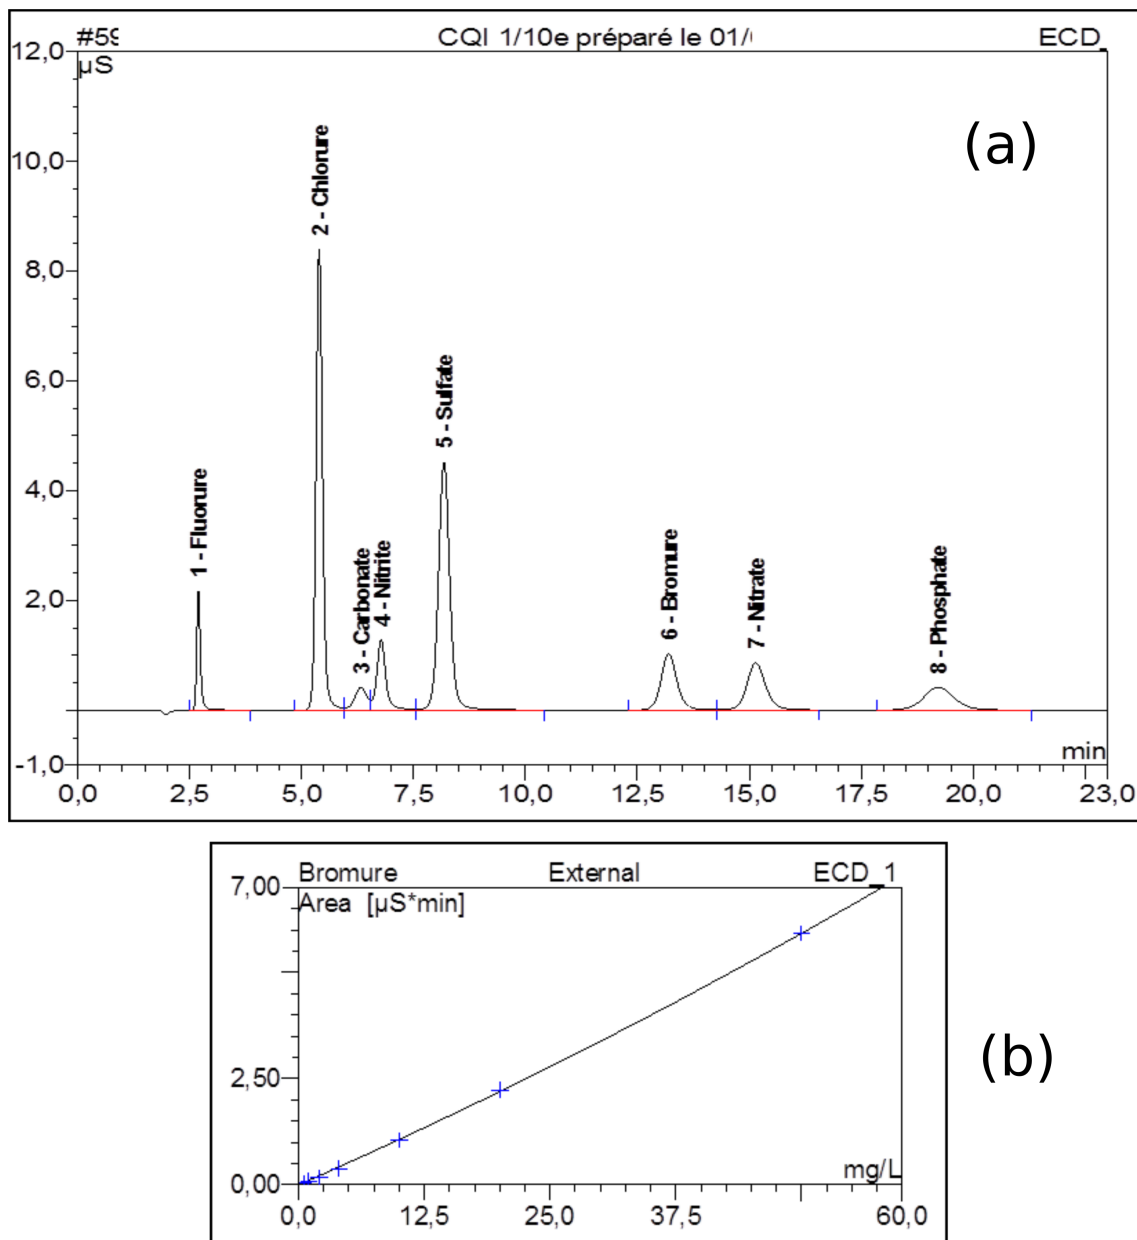 #59 CQI 1/10e préparé le 01/ ECD_
12,0
µS
(a)
10,0
8,0
6,0
4,0
2,0
-1,0
1 - Fluorure
2 - Chlorure
3 - Carbonate
4 - Nitrite
5 - Sulfate
6 - Bromure
7 - Nitrate
8 - Phosphate
min
0,0 2,5 5,0 7,5 10,0 12,5 15,0 17,5 20,0 23,0
Bromure External ECD_1
7,00
Area [µS*min]
2,50
(b)
0,00
mg/L
0,0 12,5 25,0 37,5 60,0